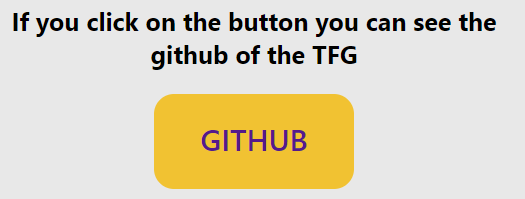 If you click on the button you can see the
github of the TFG
GITHUB